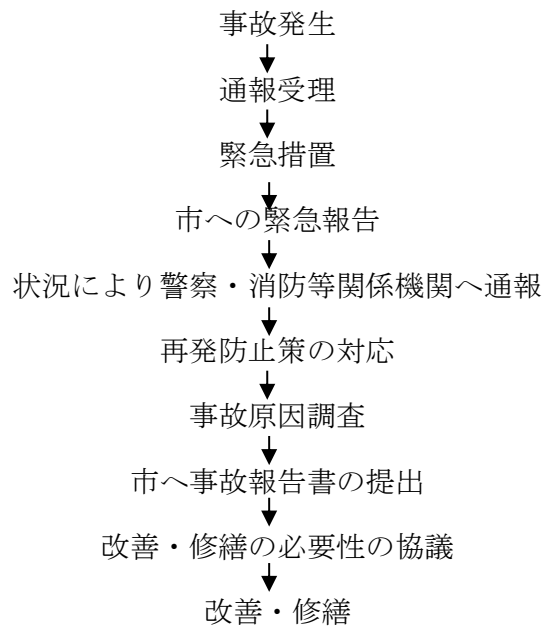 事故発生
通報受理
緊急措置
市への緊急報告
状況により警察・消防等関係機関へ通報
再発防止策の対応
事故原因調査
市へ事故報告書の提出
改善・修繕の必要性の協議
改善・修繕